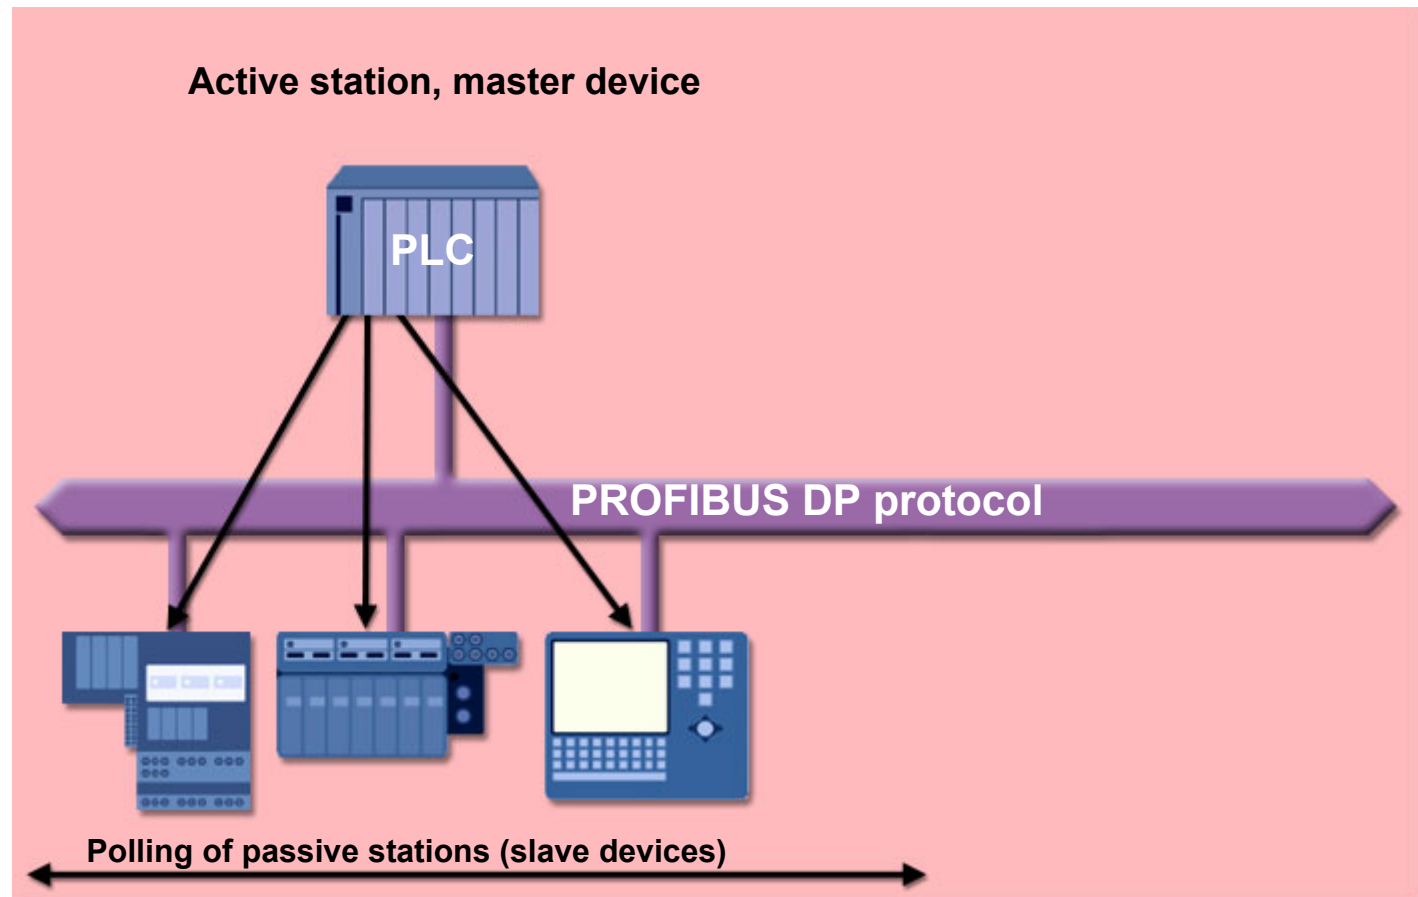 Active station, master device
PLC
PROFIBUS DP protocol
Polling of passive stations (slave devices)